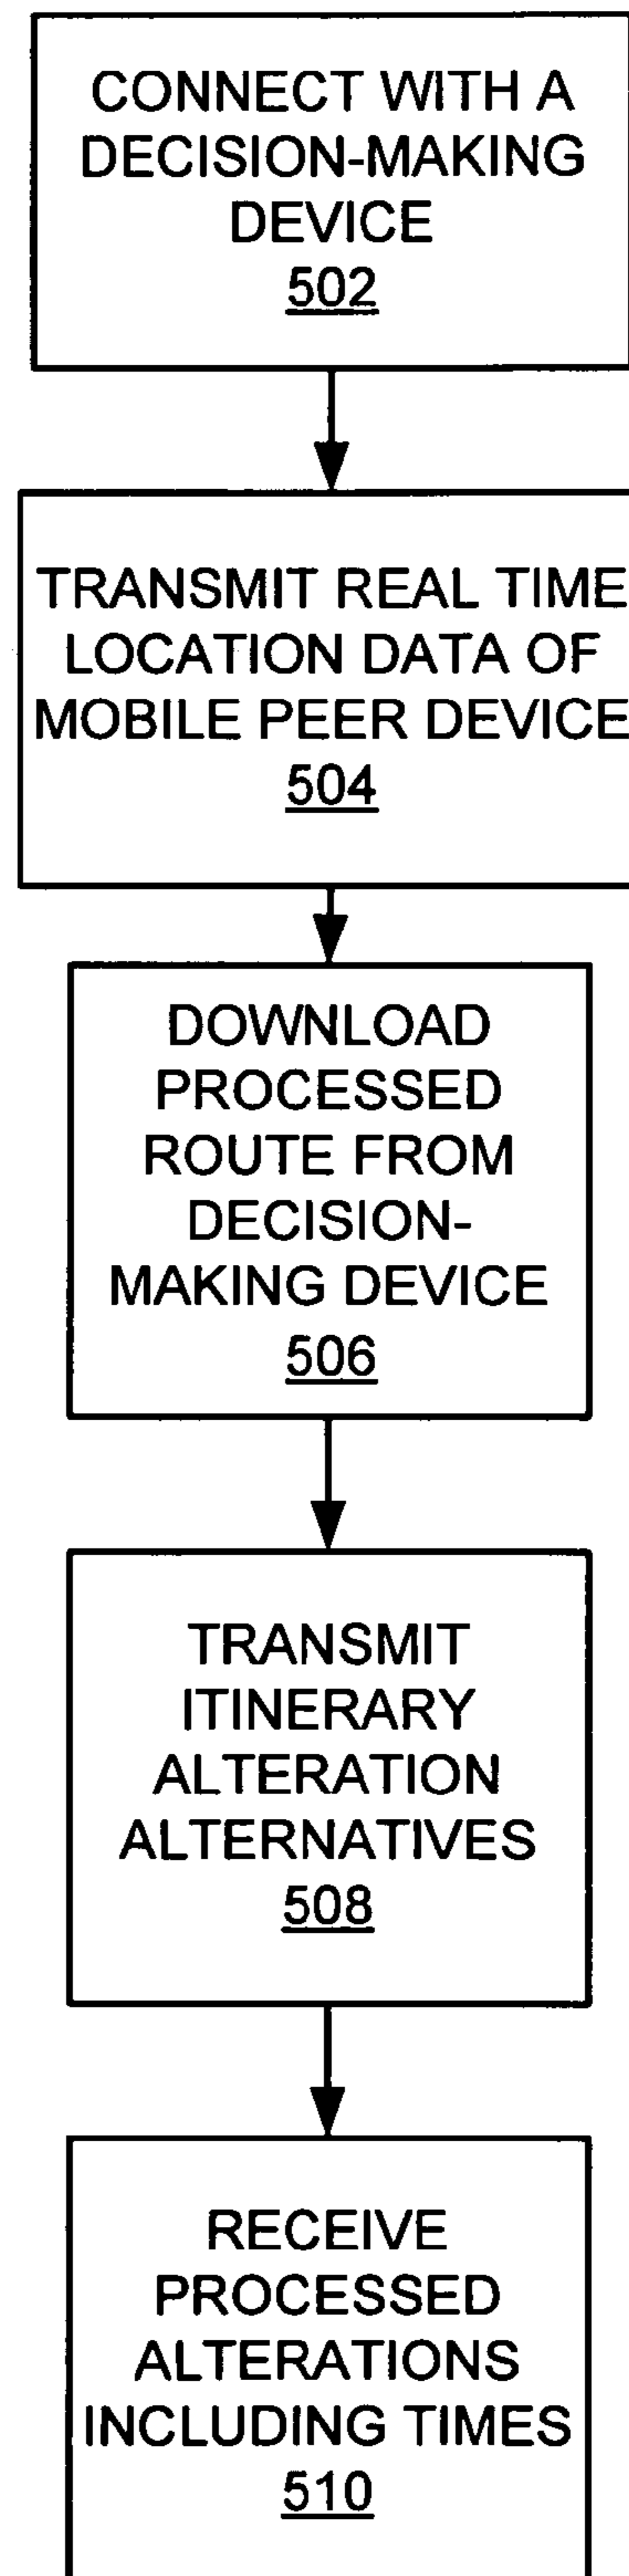 CONNECT WITH A
DECISION-MAKING
DEVICE
502
TRANSMIT REAL TIME
LOCATION DATA OF
MOBILE PEER DEVICE
504
DOWNLOAD
PROCESSED
ROUTE FROM
DECISION-
MAKING DEVICE
506
TRANSMIT
ITINERARY
ALTERATION
ALTERNATIVES
508
RECEIVE
PROCESSED
ALTERATIONS
INCLUDING TIMES
510